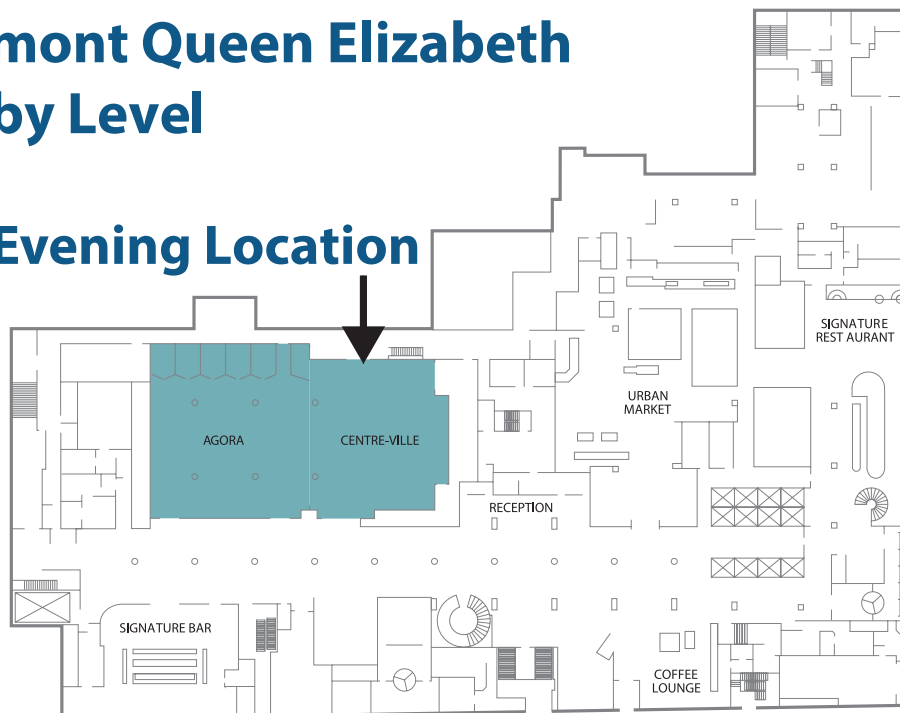 mont Queen Elizabeth
by Level
Evening Location
SIGNATURE
REST AURANT
URBAN
MARKET
AGORA
CENTRE-VILLE
RECEPTION
SIGNATURE BAR
COFFEE
LOUNGE